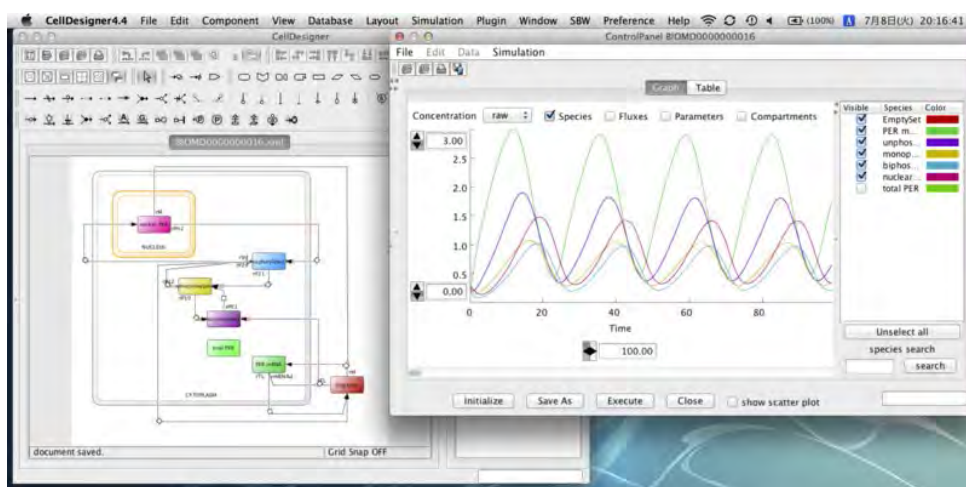 CellDesigner4.4 File Edit Component View Database Layout Simulation Plugin Window SBW Preference Help (100%) A 7月8日(火) 20:16:41
CellDesigner
BIOMD0000000016.xml
NUCLEUS
total PER
PER mRNA
CYTOPLASM
document saved.
Grid Snap OFF
ControlPanel BIOMD0000000016
File Edit Data Simulation
Graph Table
Concentration raw Species Fluxes Parameters Compartments
3.00
2.5
2.0
1.5
1.0
0.5
0.00
0 20 40 60 80
Time
100.00
Visible Species Color
EmptySet
PER m...
unphos...
monop...
biphos...
nuclear...
total PER
Unselect all
species search
search
Initialize Save As Execute Close show scatter plot